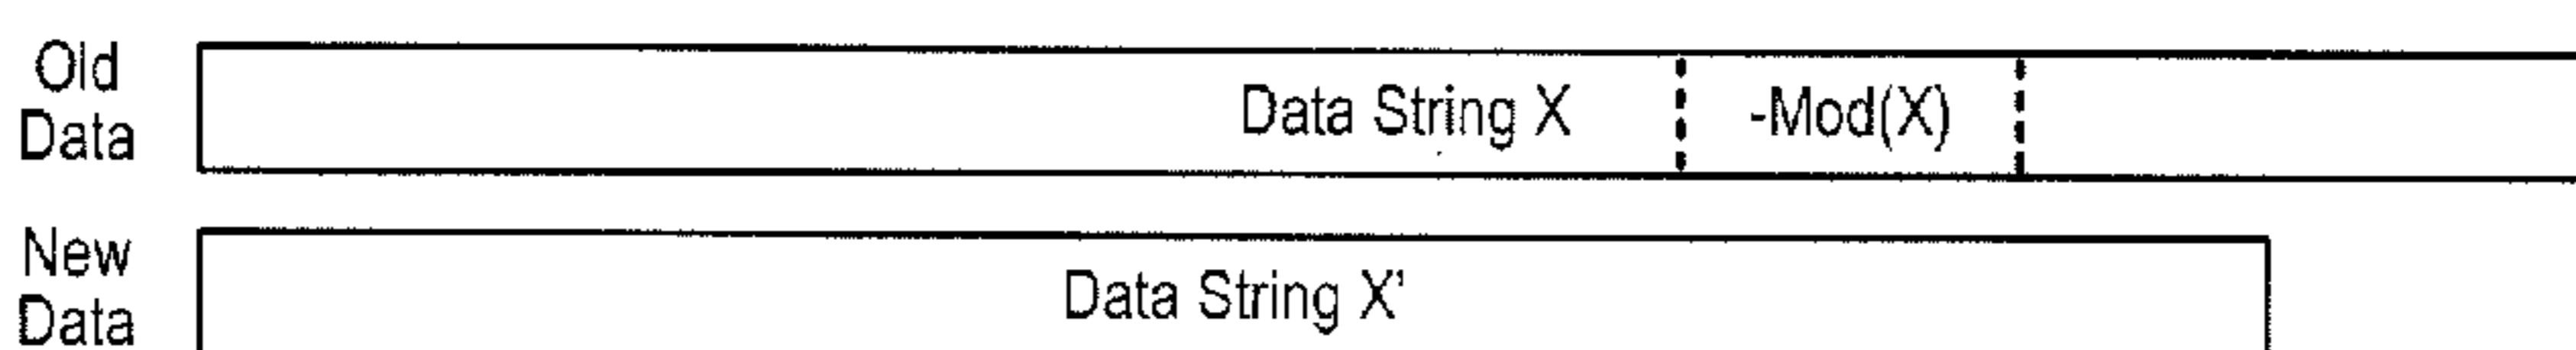 Old
Data
Data String X
-Mod(X)
New
Data
Data String X'